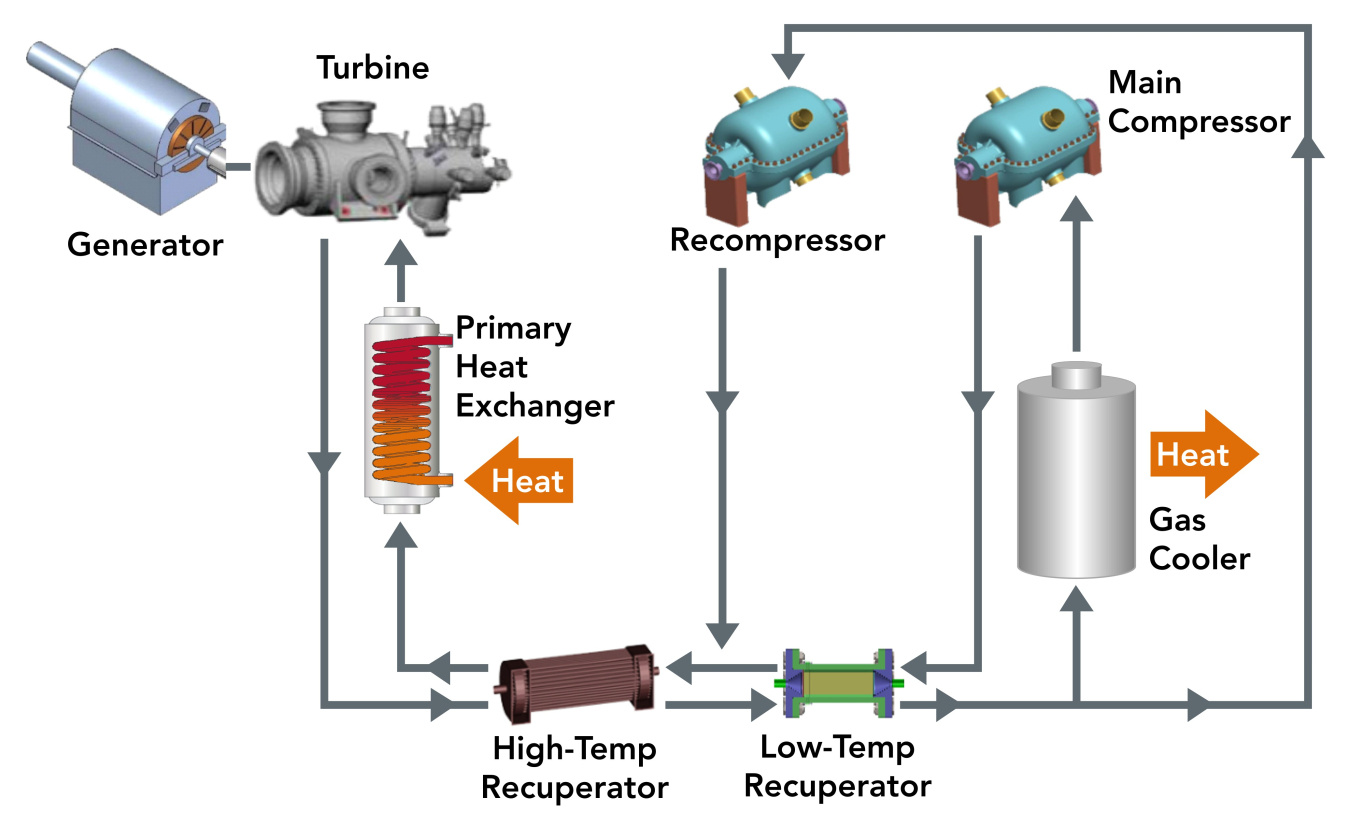 Turbine
Generator
Recompressor
Main
Compressor
Primary
Heat
Exchanger
Heat
Heat
Gas
Cooler
High-Temp
Recuperator
Low-Temp
Recuperator